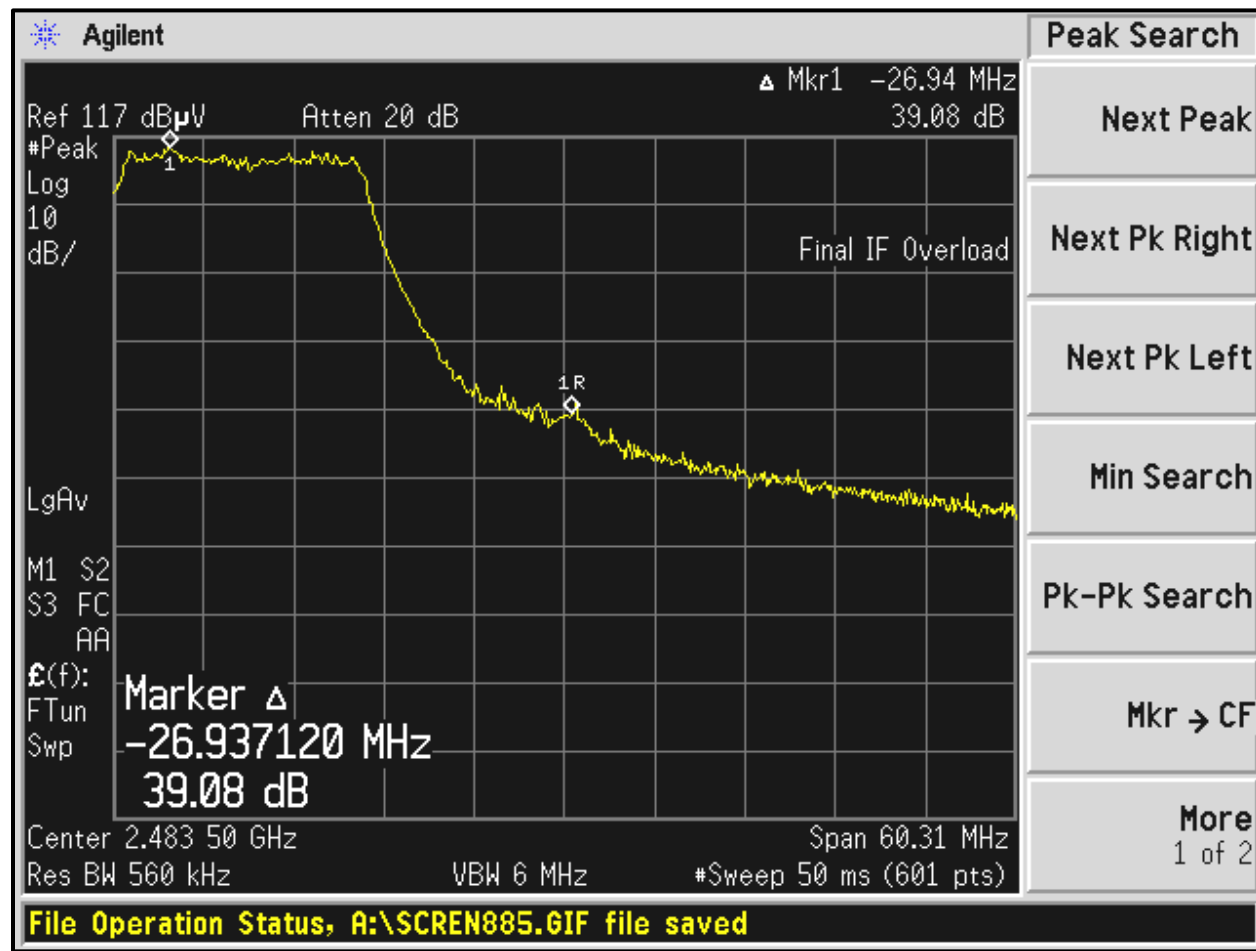 Agilent
Peak Search
Δ Mkr1 -26.94 MHz
Ref 117 dBµV Atten 20 dB 39.08 dB
#Peak
Log
10
dB/
1
Final IF Overload
1R
LgAv
M1 S2
S3 FC
AA
£(f):
FTun
Swp
Marker Δ
-26.937120 MHz
39.08 dB
Center 2.483 50 GHz Span 60.31 MHz
Res BW 560 kHz VBW 6 MHz #Sweep 50 ms (601 pts)
Next Peak
Next Pk Right
Next Pk Left
Min Search
Pk-Pk Search
Mkr → CF
More
1 of 2
File Operation Status, A:\SCREN885.GIF file saved